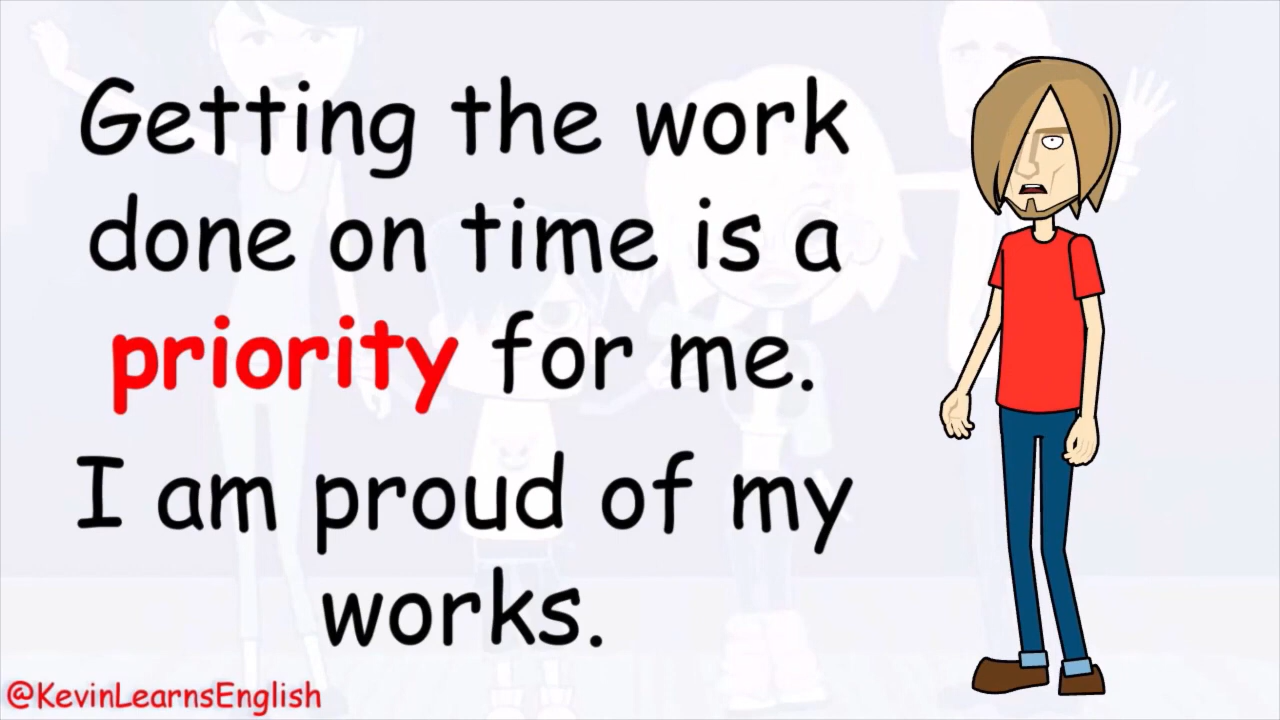 Getting the work
done on time is a
priority for me.
I am proud of my
works.
@KevinLearnsEnglish